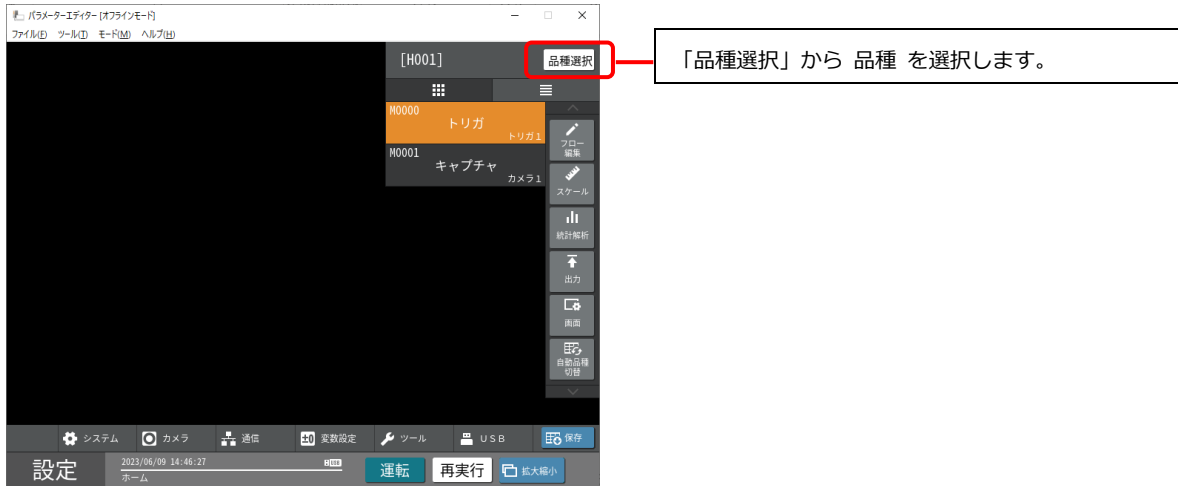 パラメーターエディター [オフラインモード]
ファイル(F) ツール(T) モード(M) ヘルプ(H)
[H001] 品種選択
「品種選択」から 品種 を選択します。
M0000
トリガ
トリガ1
M0001
キャプチャ
カメラ1
フロー
編集
スケール
統計解析
出力
画面
自動品種
切替
システム カメラ 通信 ±0 変数設定 ツール USB 保存
設定 2023/06/09 14:46:27 運転 再実行 拡大縮小
ホーム